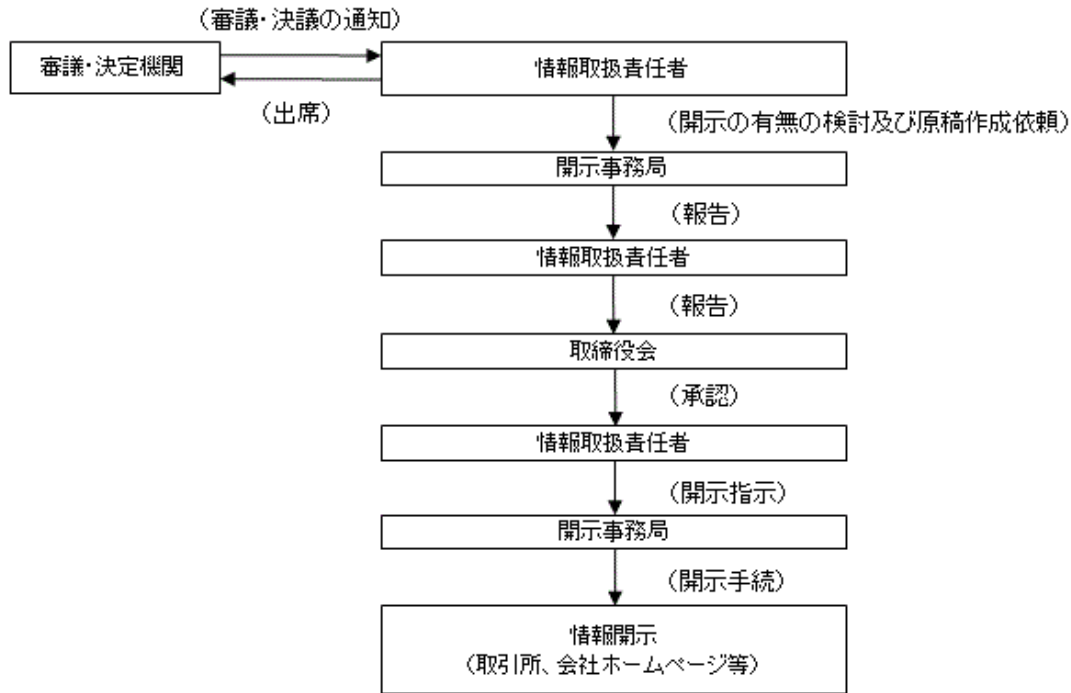 （審議・決議の通知）
審議・決定機関
情報取扱責任者
（出席）
（開示の有無の検討及び原稿作成依頼）
開示事務局
（報告）
情報取扱責任者
（報告）
取締役会
（承認）
情報取扱責任者
（開示指示）
開示事務局
（開示手続）
情報開示
（取引所、会社ホームページ等）